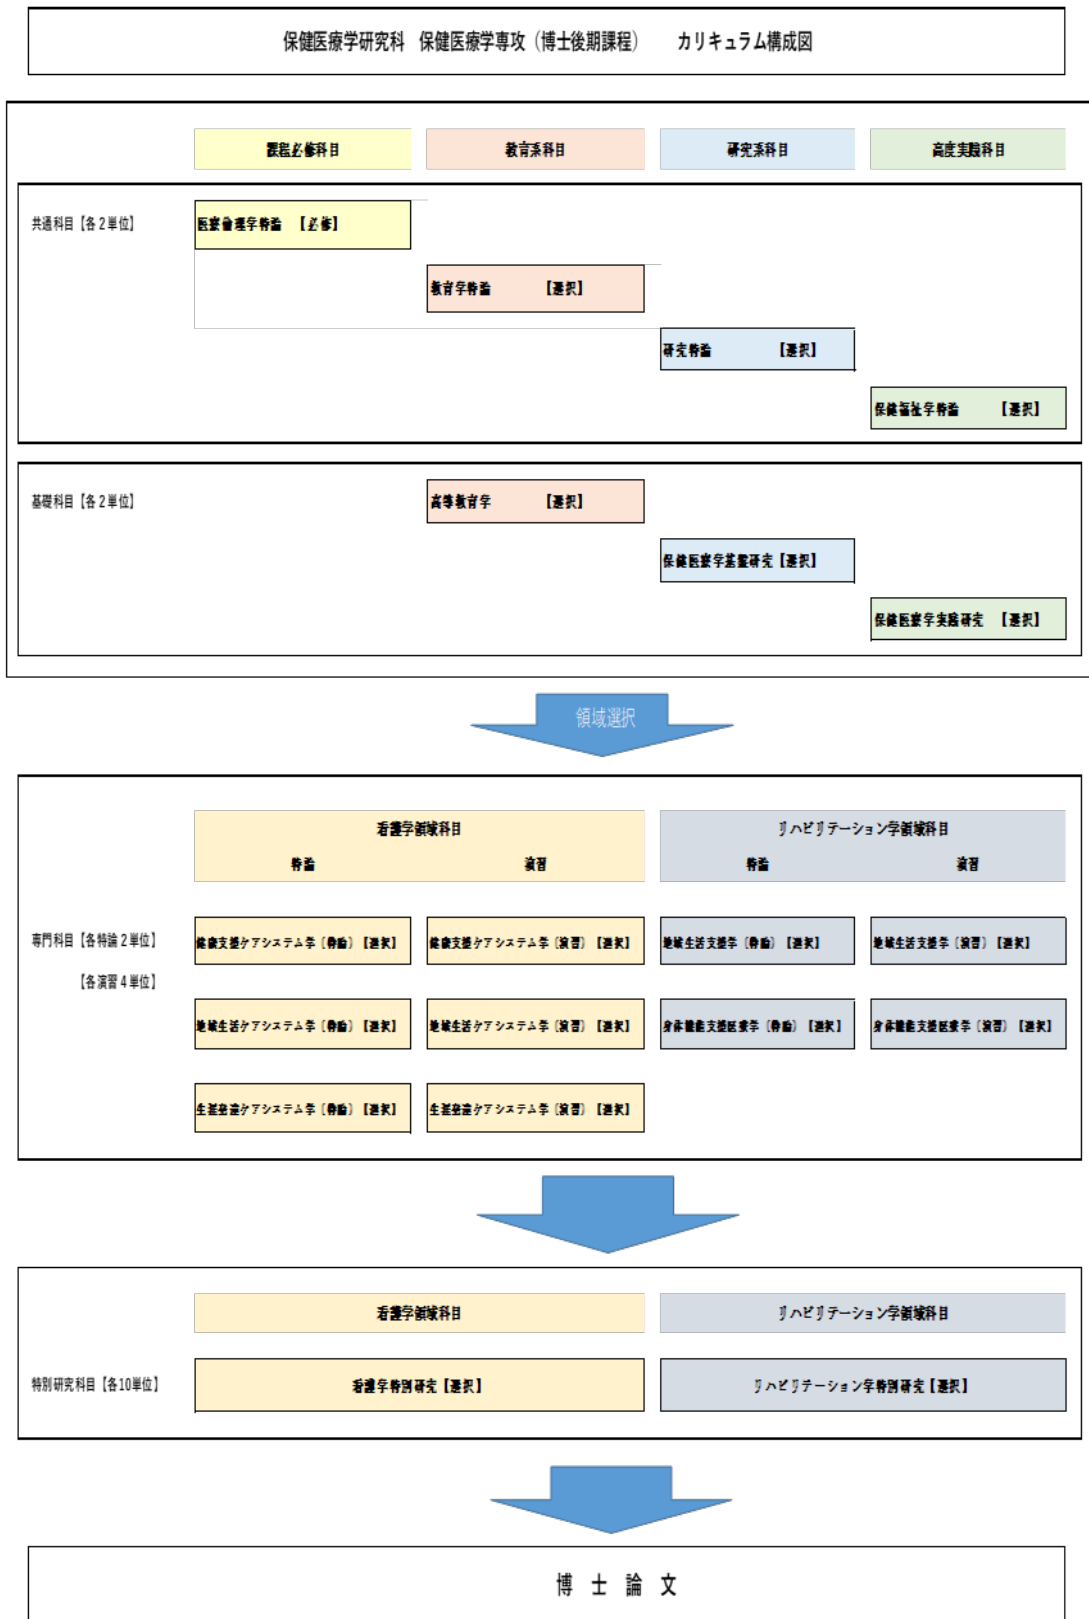 保健医療学研究科　保健医療学専攻（博士後期課程）　　カリキュラム構成図
課程必修科目　教育系科目　研究系科目　高度実践科目
共通科目【各２単位】　医療倫理学特論　【必修】
教育学特論　【選択】
研究特論　【選択】
保健福祉学特論　【選択】
基礎科目【各２単位】　高等教育学　【選択】
保健医療学基礎研究【選択】
保健医療学実践研究　【選択】
領域選択
看護学領域科目　リハビリテーション学領域科目
特論　演習　特論　演習
専門科目【各特論２単位】　健康支援ケアシステム学（特論）【選択】　健康支援ケアシステム学（演習）【選択】　地域生活支援学（特論）【選択】　地域生活支援学（演習）【選択】
【各演習４単位】
地域生活ケアシステム学（特論）【選択】　地域生活ケアシステム学（演習）【選択】　身体機能支援医療学（特論）【選択】　身体機能支援医療学（演習）【選択】
生涯発達ケアシステム学（特論）【選択】　生涯発達ケアシステム学（演習）【選択】
看護学領域科目　リハビリテーション学領域科目
特別研究科目【各10単位】　看護学特別研究【選択】　リハビリテーション学特別研究【選択】
博　士　論　文